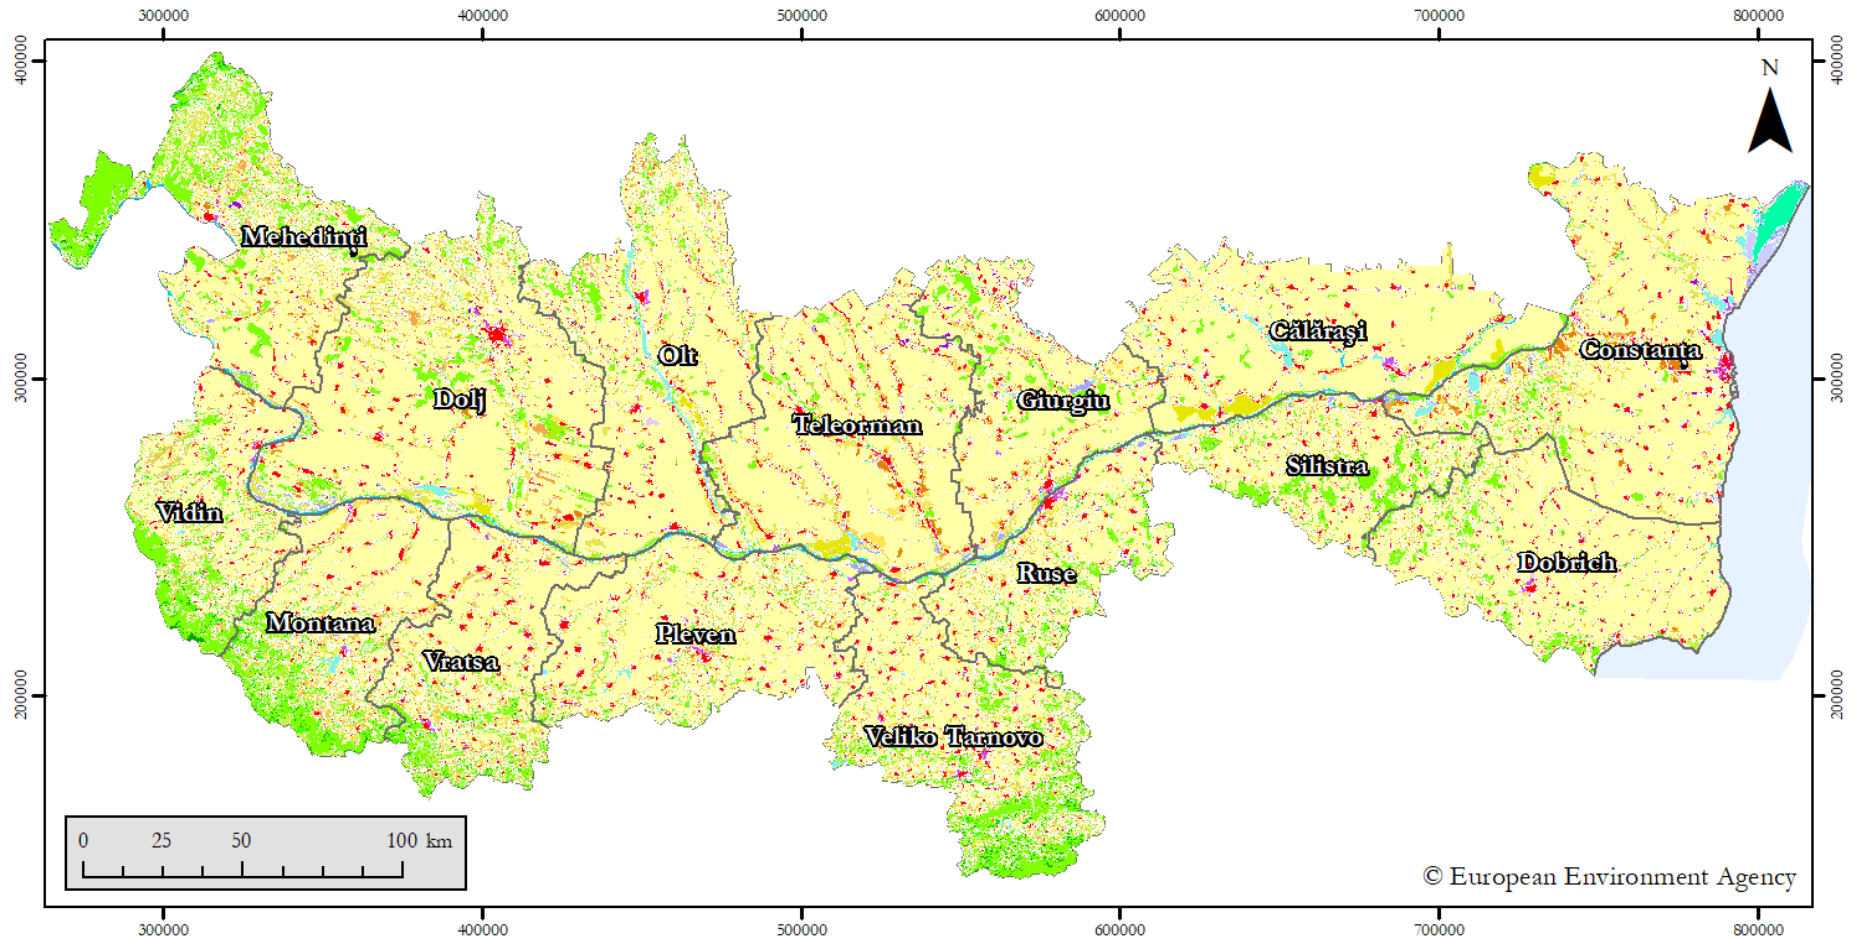 300000 400000 500000 600000 700000 800000
400000 400000
N
Mehedinți
Călărași
Constanța
Olt
300000 300000
Dolj
Giurgiu
Teleorman
Silistra
Vidin
Dobrich
Ruse
Montana
Pleven
Vratsa
200000 200000
Veliko Tarnovo
0 25 50 100 km
© European Environment Agency
300000 400000 500000 600000 700000 800000